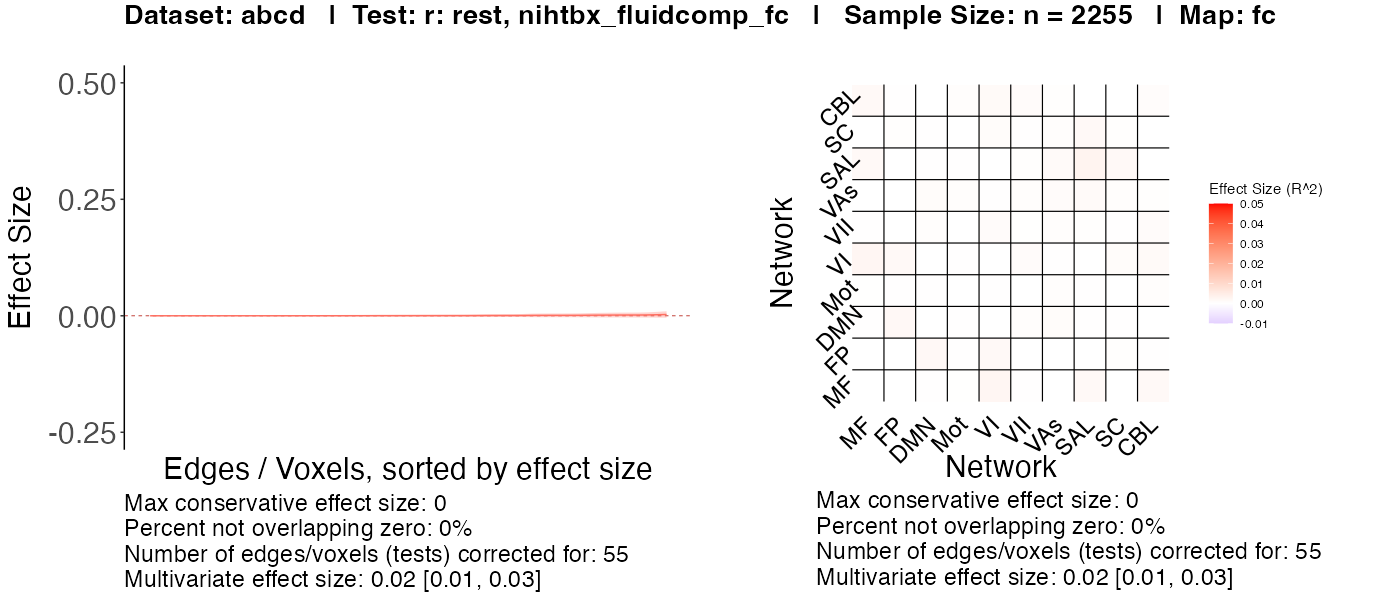 Dataset: abcd | Test: r: rest, nihtbx_fluidcomp_fc | Sample Size: n = 2255 | Map: fc
Effect Size
0.50
0.25
0.00
-0.25
Edges / Voxels, sorted by effect size
Max conservative effect size: 0
Percent not overlapping zero: 0%
Number of edges/voxels (tests) corrected for: 55
Multivariate effect size: 0.02 [0.01, 0.03]
Network
CBL
SC
SAL
VAs
VII
VI
Mot
DMN
FP
MF
MF
FP
DMN
Mot
VI
VII
VAs
SAL
SC
CBL
Network
Effect Size (R^2)
0.05
0.04
0.03
0.02
0.01
0.00
-0.01
Max conservative effect size: 0
Percent not overlapping zero: 0%
Number of edges/voxels (tests) corrected for: 55
Multivariate effect size: 0.02 [0.01, 0.03]